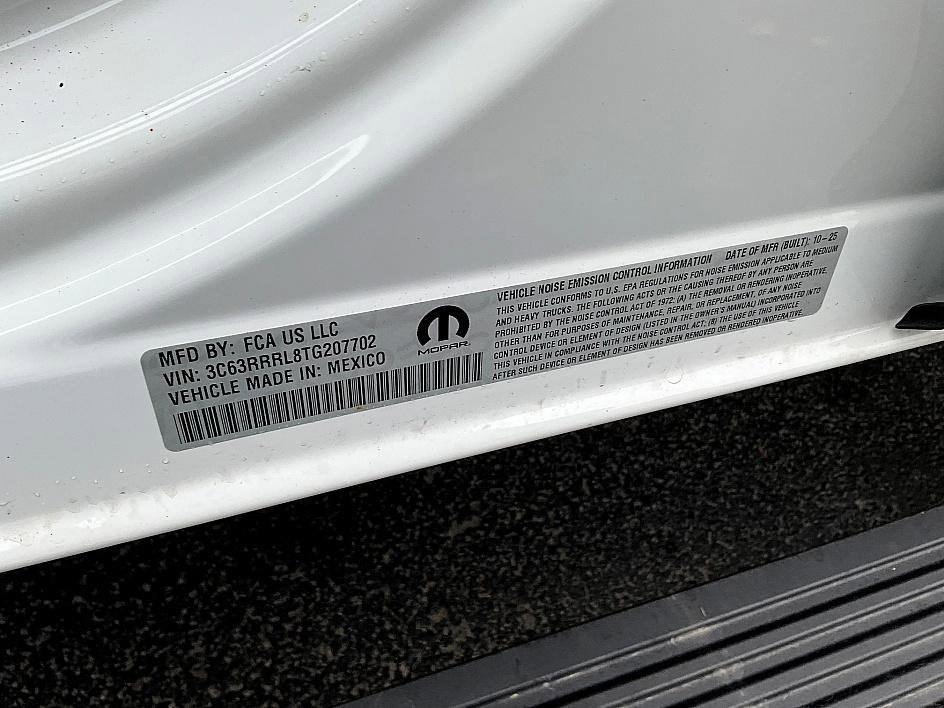 MFD BY: FCA US LLC
VIN: 3C63RRRL8TG207702
VEHICLE MADE IN: MEXICO
MOPAR
VEHICLE NOISE EMISSION CONTROL INFORMATION DATE OF MFR (BUILT): 10-25
THIS VEHICLE CONFORMS TO U.S. EPA REGULATIONS FOR NOISE EMISSION APPLICABLE TO MEDIUM
AND HEAVY TRUCKS. THE FOLLOWING ACTS OR THE CAUSING THEREOF BY ANY PERSON ARE
PROHIBITED BY THE NOISE CONTROL ACT OF 1972: (A) THE REMOVAL OR RENDERING INOPERATIVE,
OTHER THAN FOR PURPOSES OF MAINTENANCE, REPAIR, OR REPLACEMENT, OF ANY NOISE
CONTROL DEVICE OR ELEMENT OF DESIGN (LISTED IN THE OWNER'S MANUAL) INCORPORATED INTO
THIS VEHICLE IN COMPLIANCE WITH THE NOISE CONTROL ACT; (B) THE USE OF THIS VEHICLE
AFTER SUCH DEVICE OR ELEMENT OF DESIGN HAS BEEN REMOVED OR RENDERED INOPERATIVE.